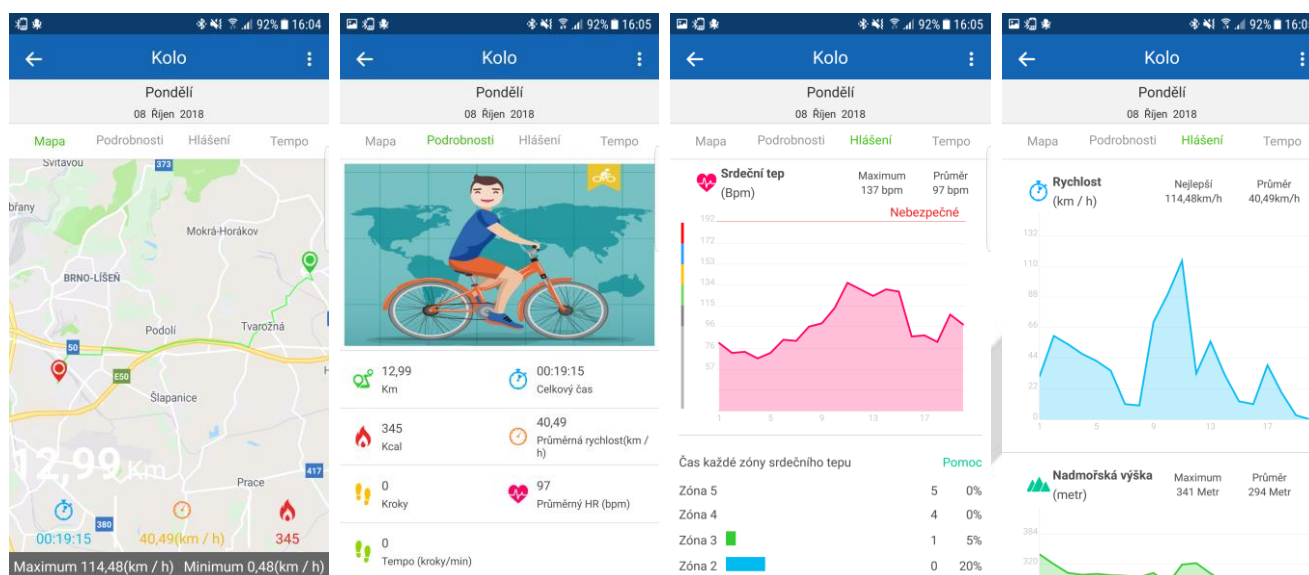 92% 16:04
Kolo
Pondělí
08 Říjen 2018
Mapa Podrobnosti Hlášení Tempo
Svitavou
373
Mokrá-Horákov
BRNO-LÍŠEŇ
Podolí
Tvarožná
50
E50
Šlapanice
12,99 Km
417
Prace
380
00:19:15 40,49(km / h) 345
Maximum 114,48(km / h) Minimum 0,48(km / h)
92% 16:05
Kolo
Pondělí
08 Říjen 2018
Mapa Podrobnosti Hlášení Tempo
12,99
Km
00:19:15
Celkový čas
345
Kcal
40,49
Průměrná rychlost(km /
h)
0
Kroky
97
Průměrný HR (bpm)
0
Tempo (kroky/min)
92% 16:05
Kolo
Pondělí
08 Říjen 2018
Mapa Podrobnosti Hlášení Tempo
Srdeční tep Maximum Průměr
(Bpm) 137 bpm 97 bpm
Nebezpečné
192
172
153
134
115
96
76
57
1 5 9 13 17
Čas každé zóny srdečního tepu Pomoc
Zóna 5 5 0%
Zóna 4 4 0%
Zóna 3 1 5%
Zóna 2 0 20%
92% 16:0
Kolo
Pondělí
08 Říjen 2018
Mapa Podrobnosti Hlášení Tempo
Rychlost Nejlepší Průměr
(km / h) 114,48km/h 40,49km/h
132
110
88
66
44
22
0
1 5 9 13 17
Nadmořská výška Maximum Průměr
(metr) 341 Metr 294 Metr
384
320